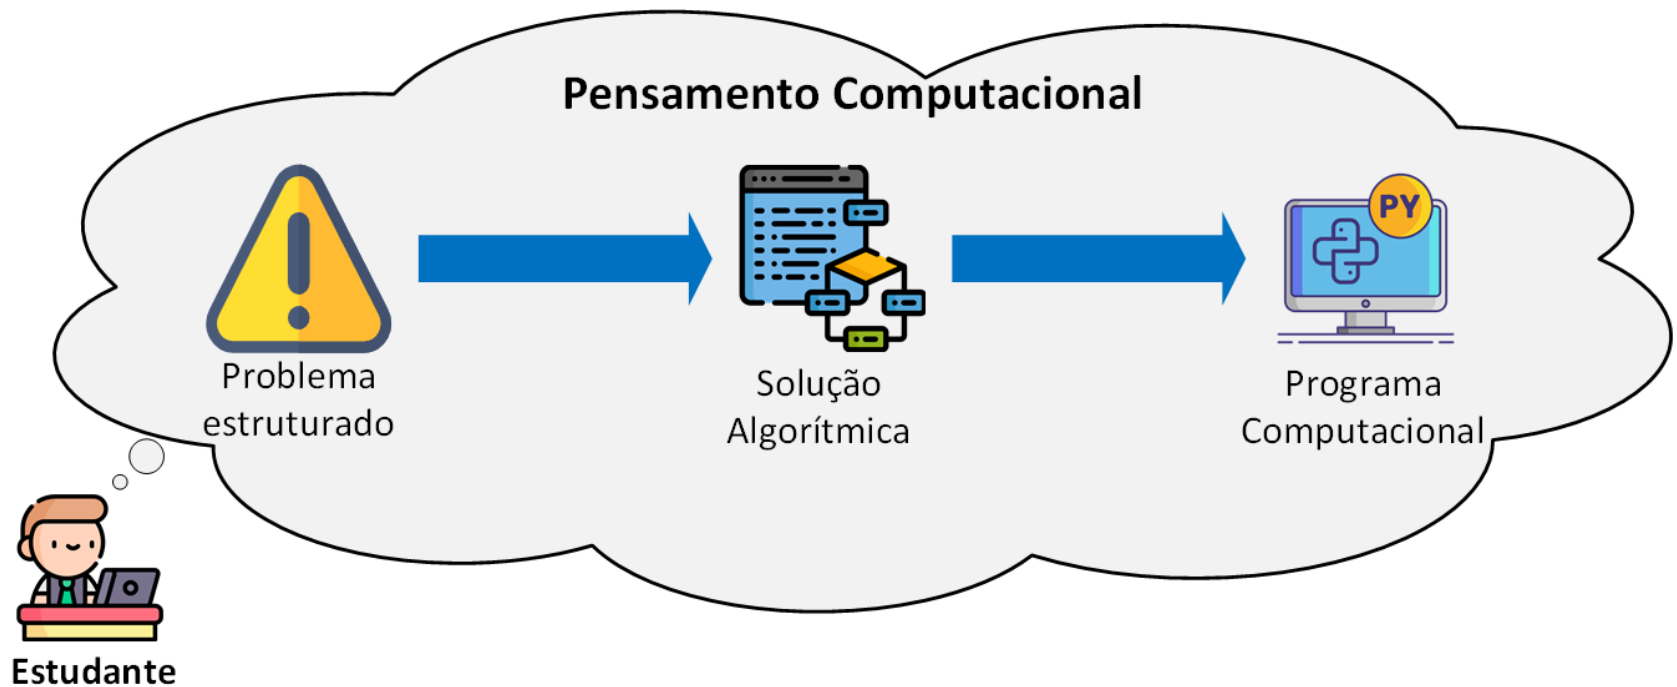 Pensamento Computacional
PY
Problema
estruturado
Solução
Algorítmica
Programa
Computacional
Estudante